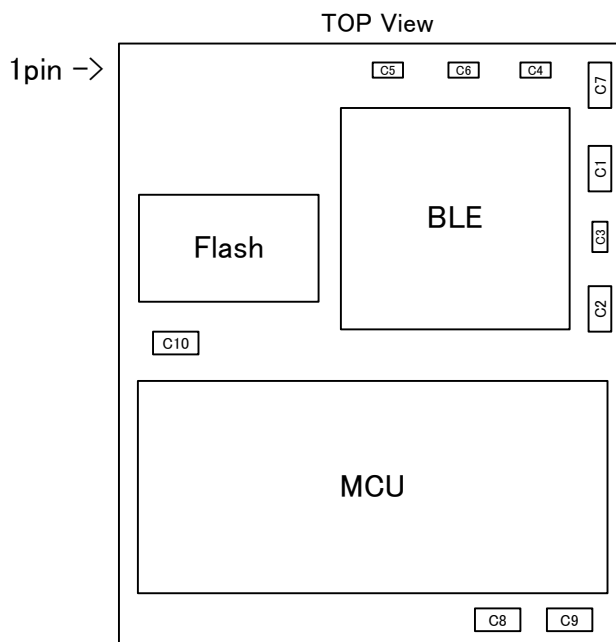 TOP View
1pin ->
C5 C6 C4
C7
C1
BLE
C3
Flash
C2
C10
MCU
C8 C9